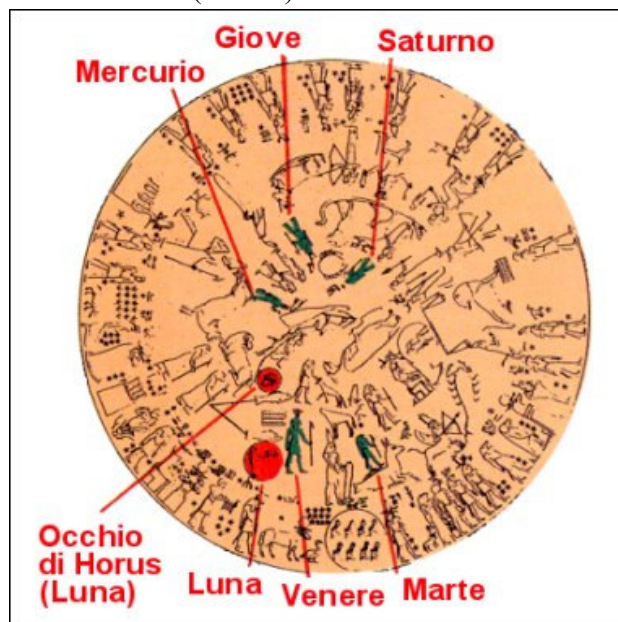 Giove
Saturno
Mercurio
Occhio
di Horus
(Luna)
Luna
Venere
Marte